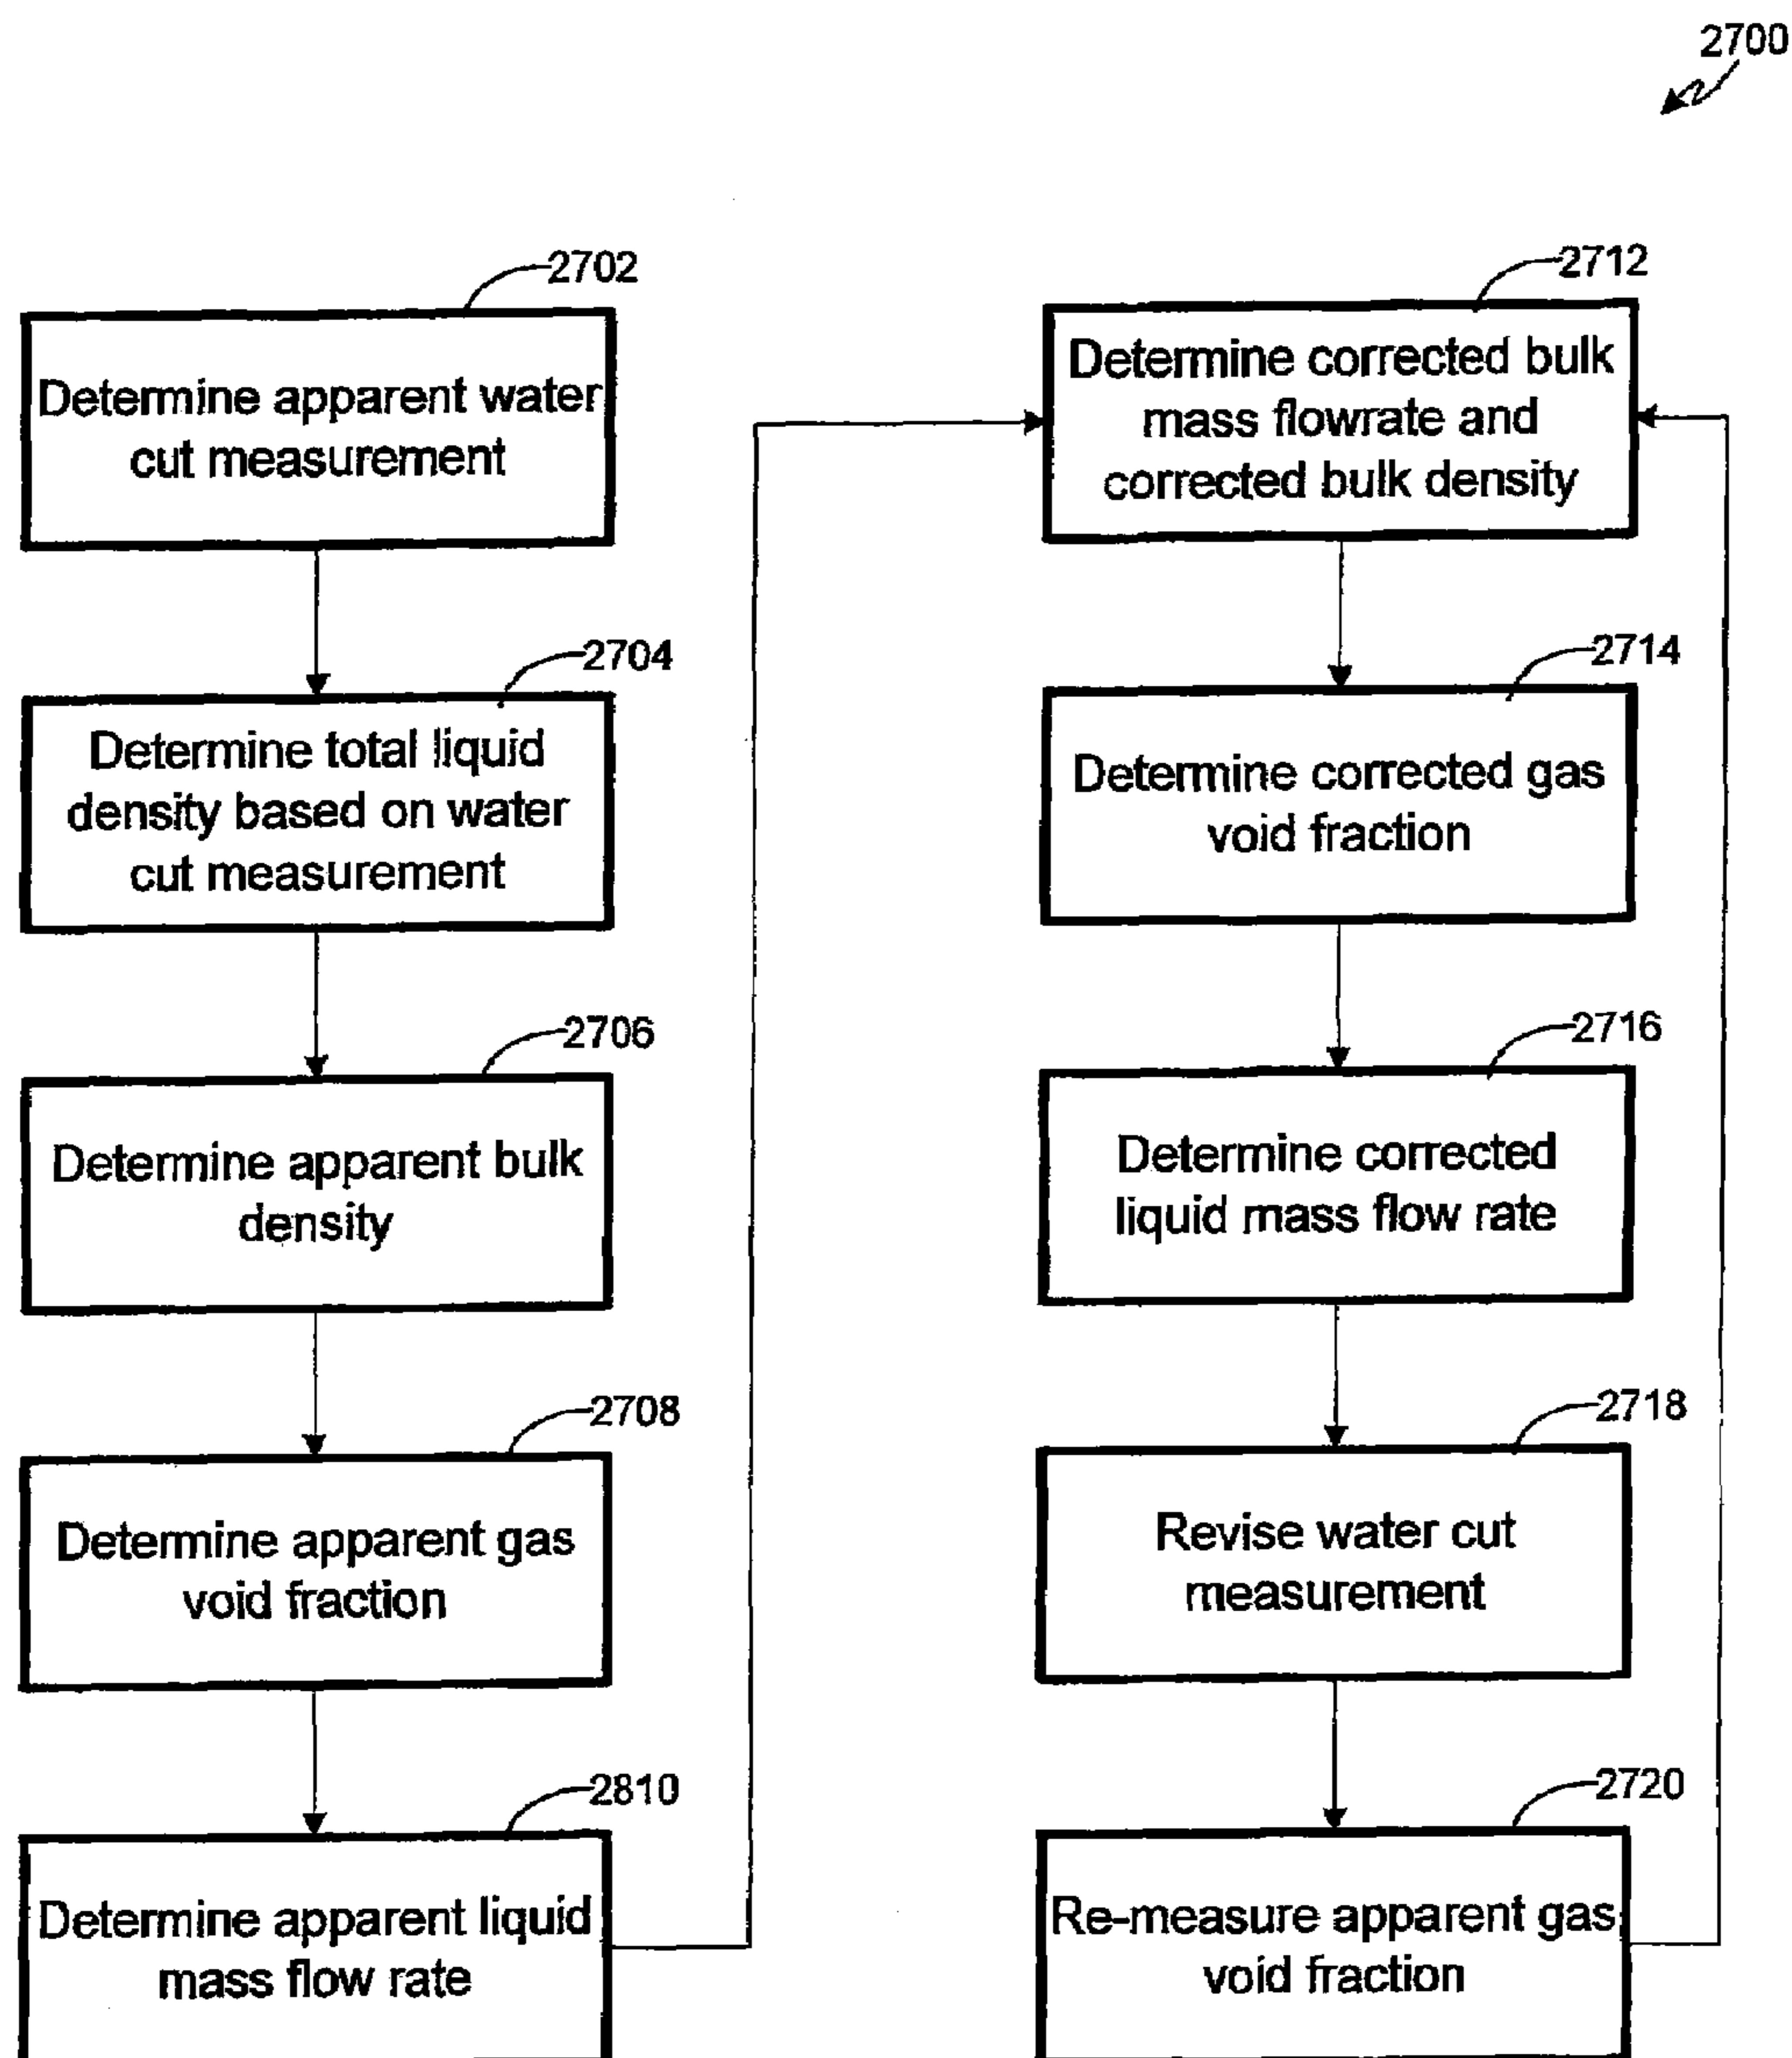 2700
2702
Determine apparent water
cut measurement
2704
Determine total liquid
density based on water
cut measurement
2706
Determine apparent bulk
density
2708
Determine apparent gas
void fraction
2810
Determine apparent liquid
mass flow rate
2712
Determine corrected bulk
mass flowrate and
corrected bulk density
2714
Determine corrected gas
void fraction
2716
Determine corrected
liquid mass flow rate
2718
Revise water cut
measurement
2720
Re-measure apparent gas
void fraction